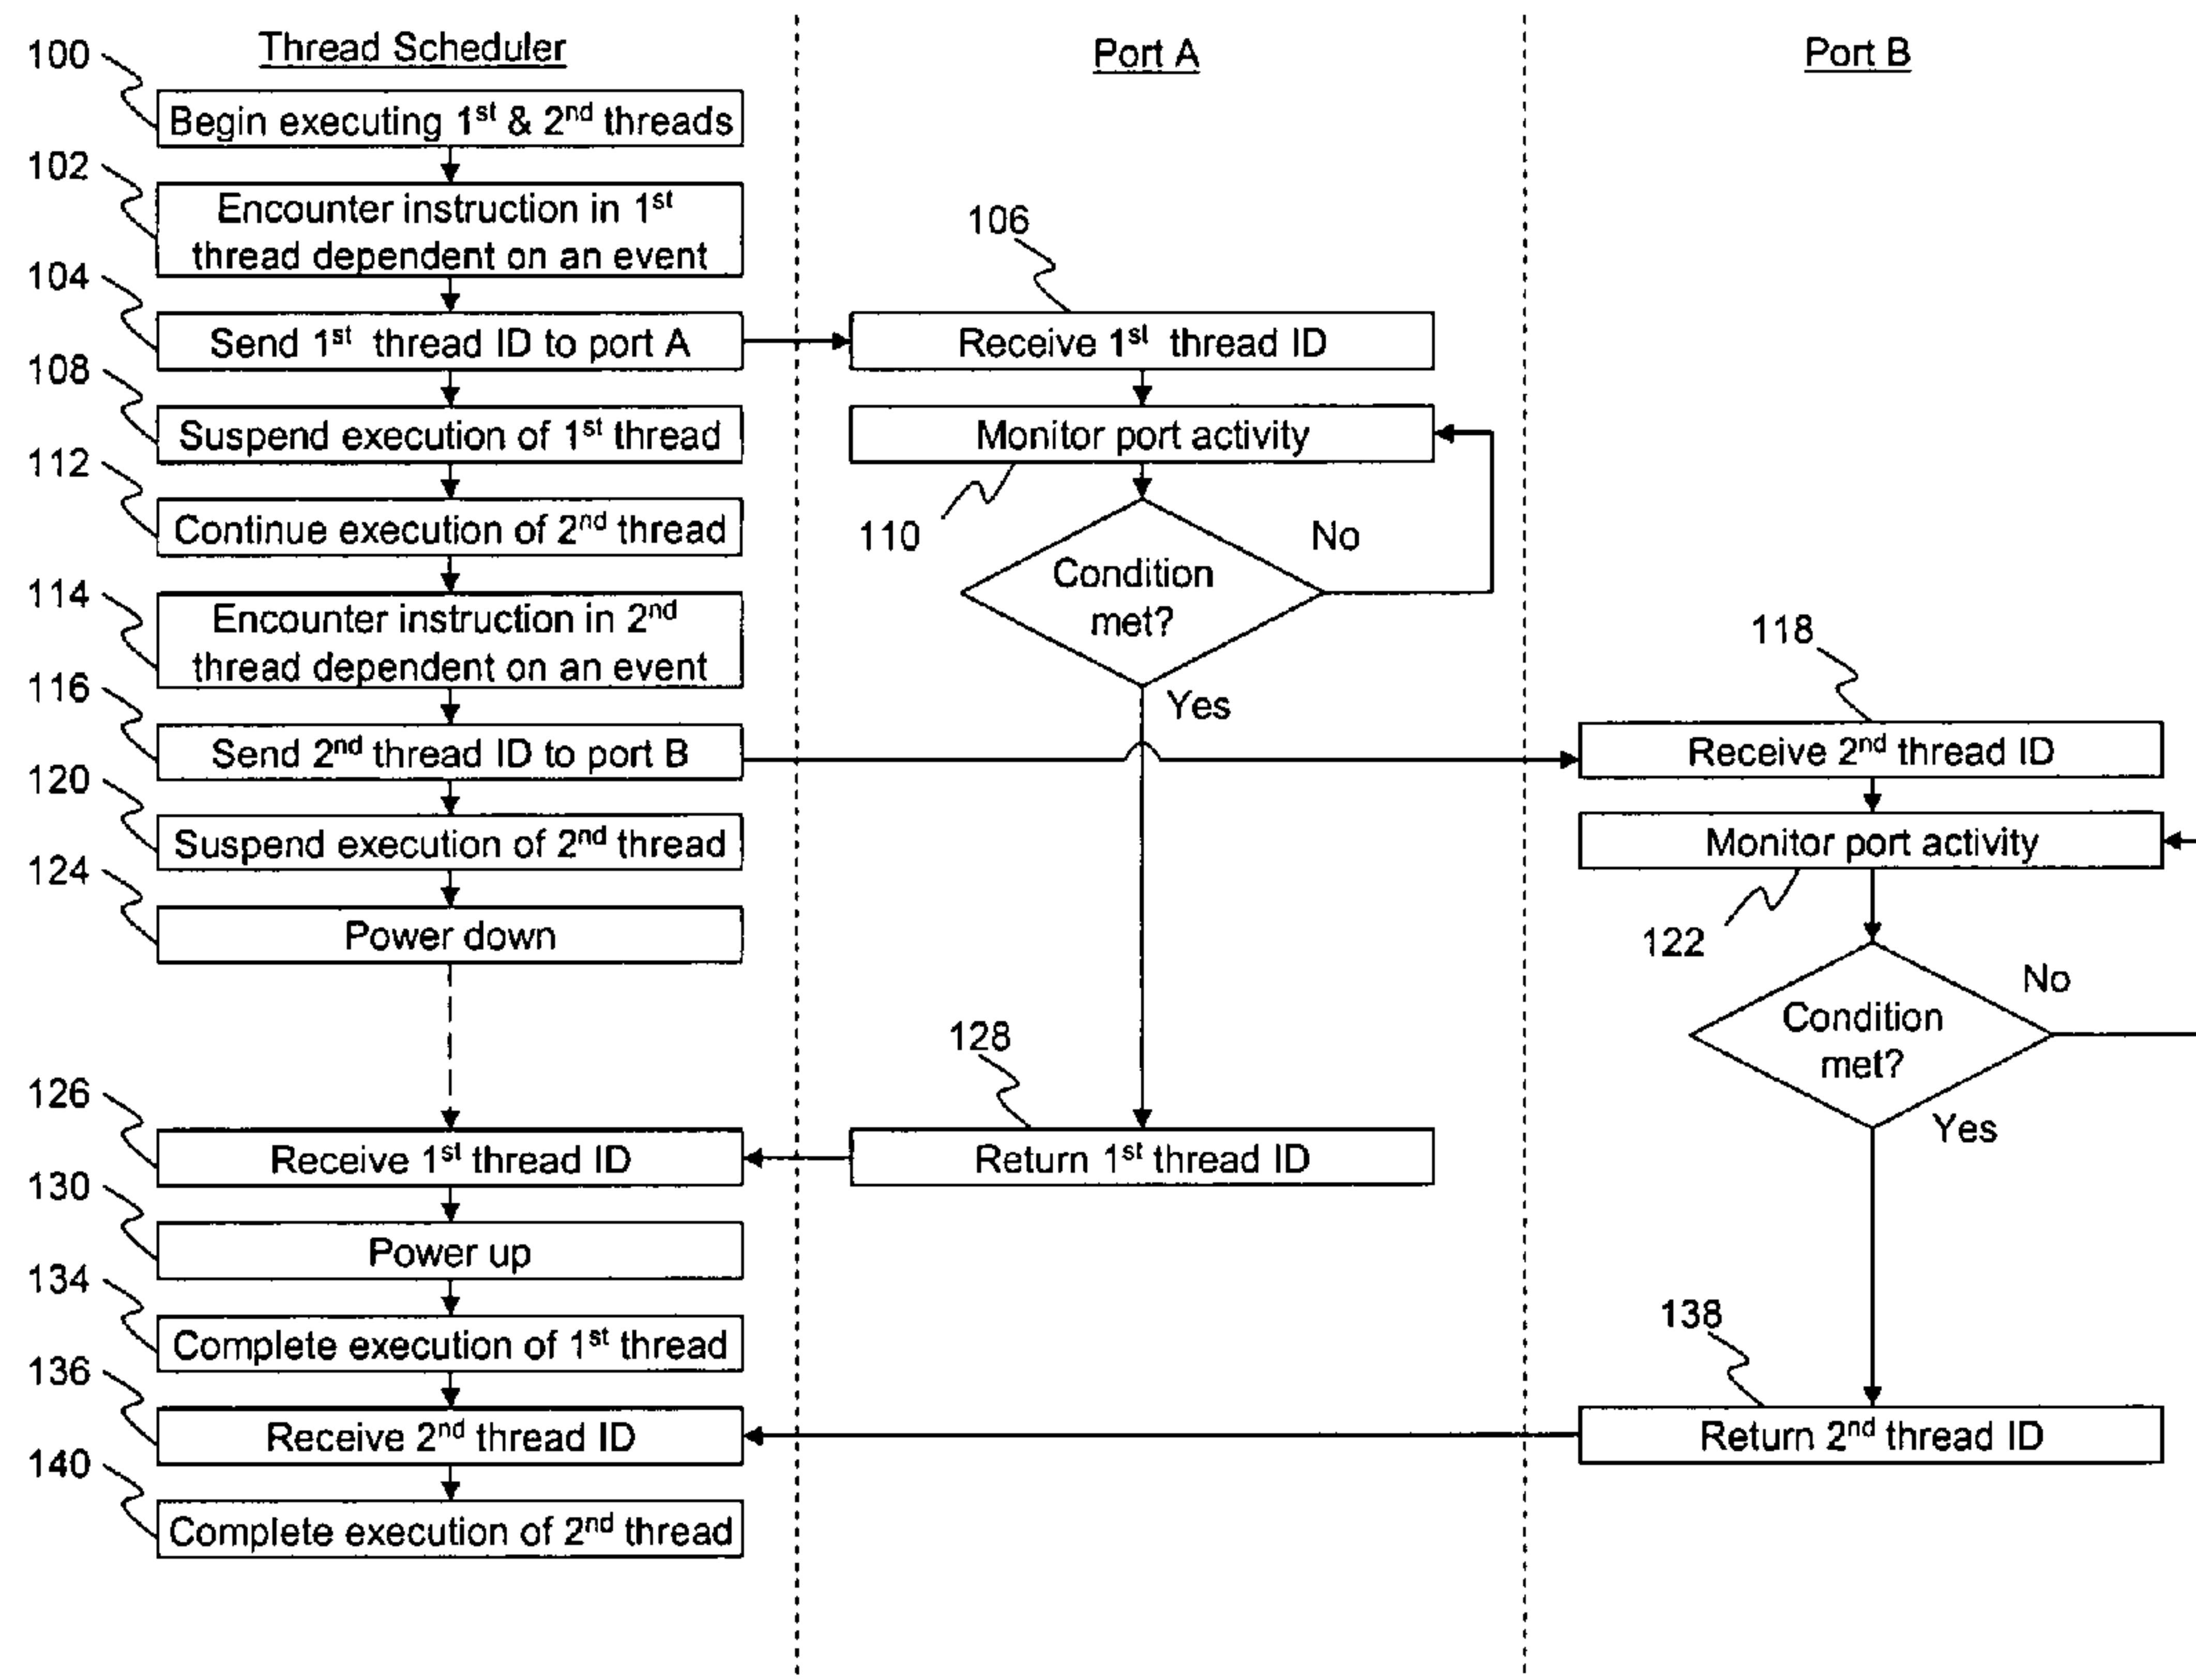 Thread Scheduler
100
Begin executing 1st & 2nd threads
102
Encounter instruction in 1st
thread dependent on an event
104
Send 1st thread ID to port A
108
Suspend execution of 1st thread
112
Continue execution of 2nd thread
114
Encounter instruction in 2nd
thread dependent on an event
116
Send 2nd thread ID to port B
120
Suspend execution of 2nd thread
124
Power down
126
Receive 1st thread ID
130
Power up
134
Complete execution of 1st thread
136
Receive 2nd thread ID
140
Complete execution of 2nd thread
Port A
106
Receive 1st thread ID
Monitor port activity
110
No
Condition
met?
Yes
128
Return 1st thread ID
Port B
118
Receive 2nd thread ID
Monitor port activity
122
No
Condition
met?
Yes
138
Return 2nd thread ID